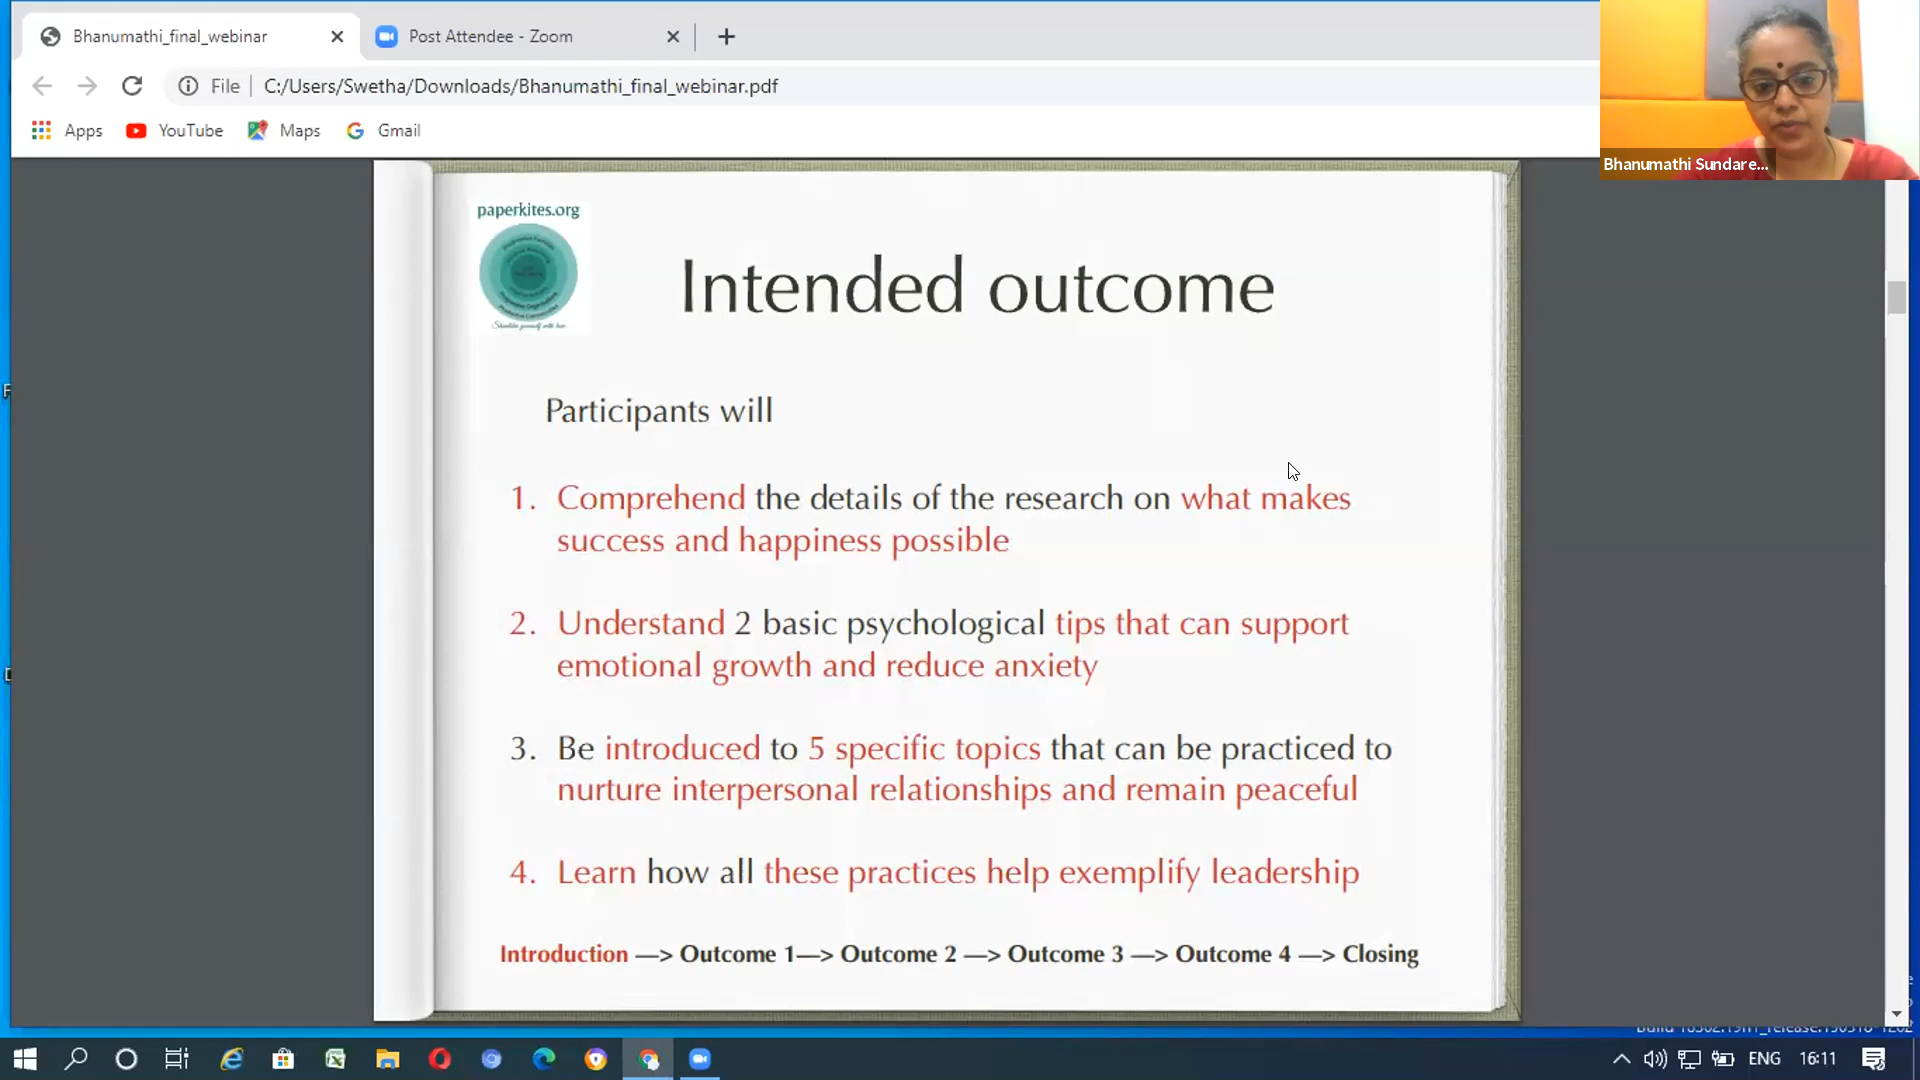 Bhanumathi_final_webinar
Post Attendee - Zoom
File
C:/Users/Swetha/Downloads/Bhanumathi_final_webinar.pdf
Apps
YouTube
Maps
Gmail
Bhanumathi Sundare...
paperkites.org
Intended outcome
Participants will
1. Comprehend the details of the research on what makes
success and happiness possible
2. Understand 2 basic psychological tips that can support
emotional growth and reduce anxiety
3. Be introduced to 5 specific topics that can be practiced to
nurture interpersonal relationships and remain peaceful
4. Learn how all these practices help exemplify leadership
Introduction —> Outcome 1—> Outcome 2 —> Outcome 3 —> Outcome 4 —> Closing
ENG
16:11